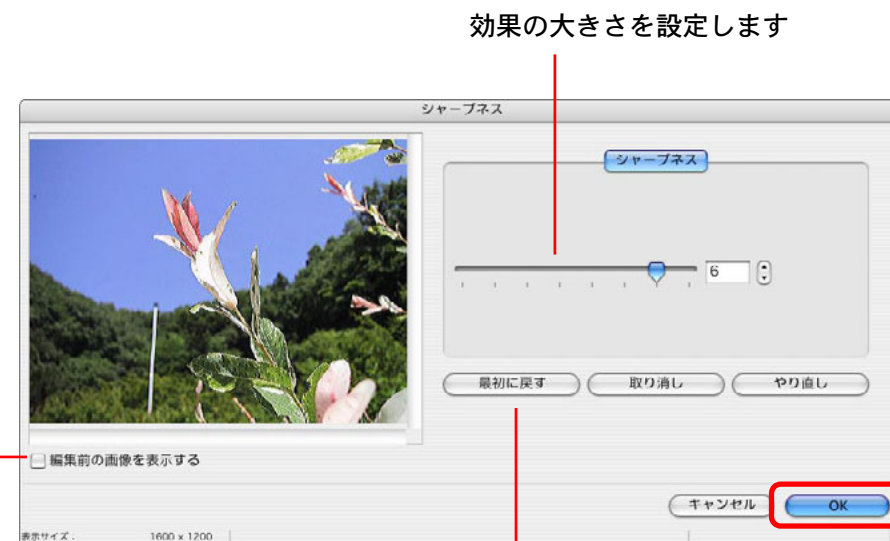 効果の大きさを設定します
シャープネス
シャープネス
6
最初に戻す 取り消し やり直し
編集前の画像を表示する
キャンセル OK
表示サイズ： 1600 x 1200